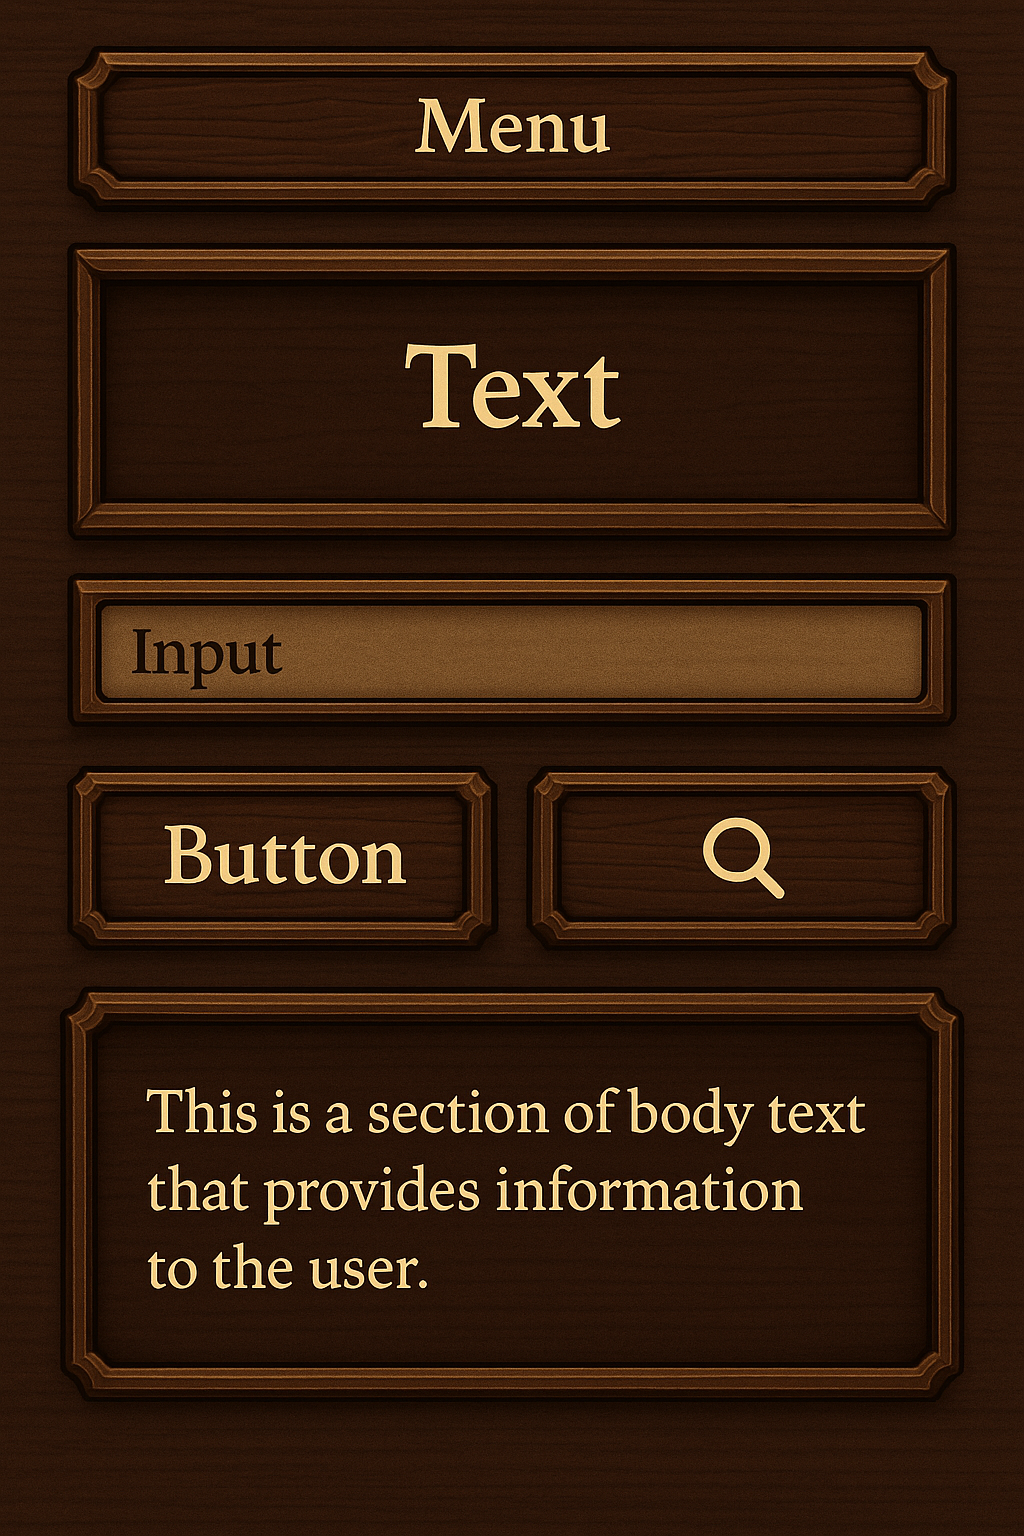 Menu
Text
Input
Button
This is a section of body text
that provides information
to the user.